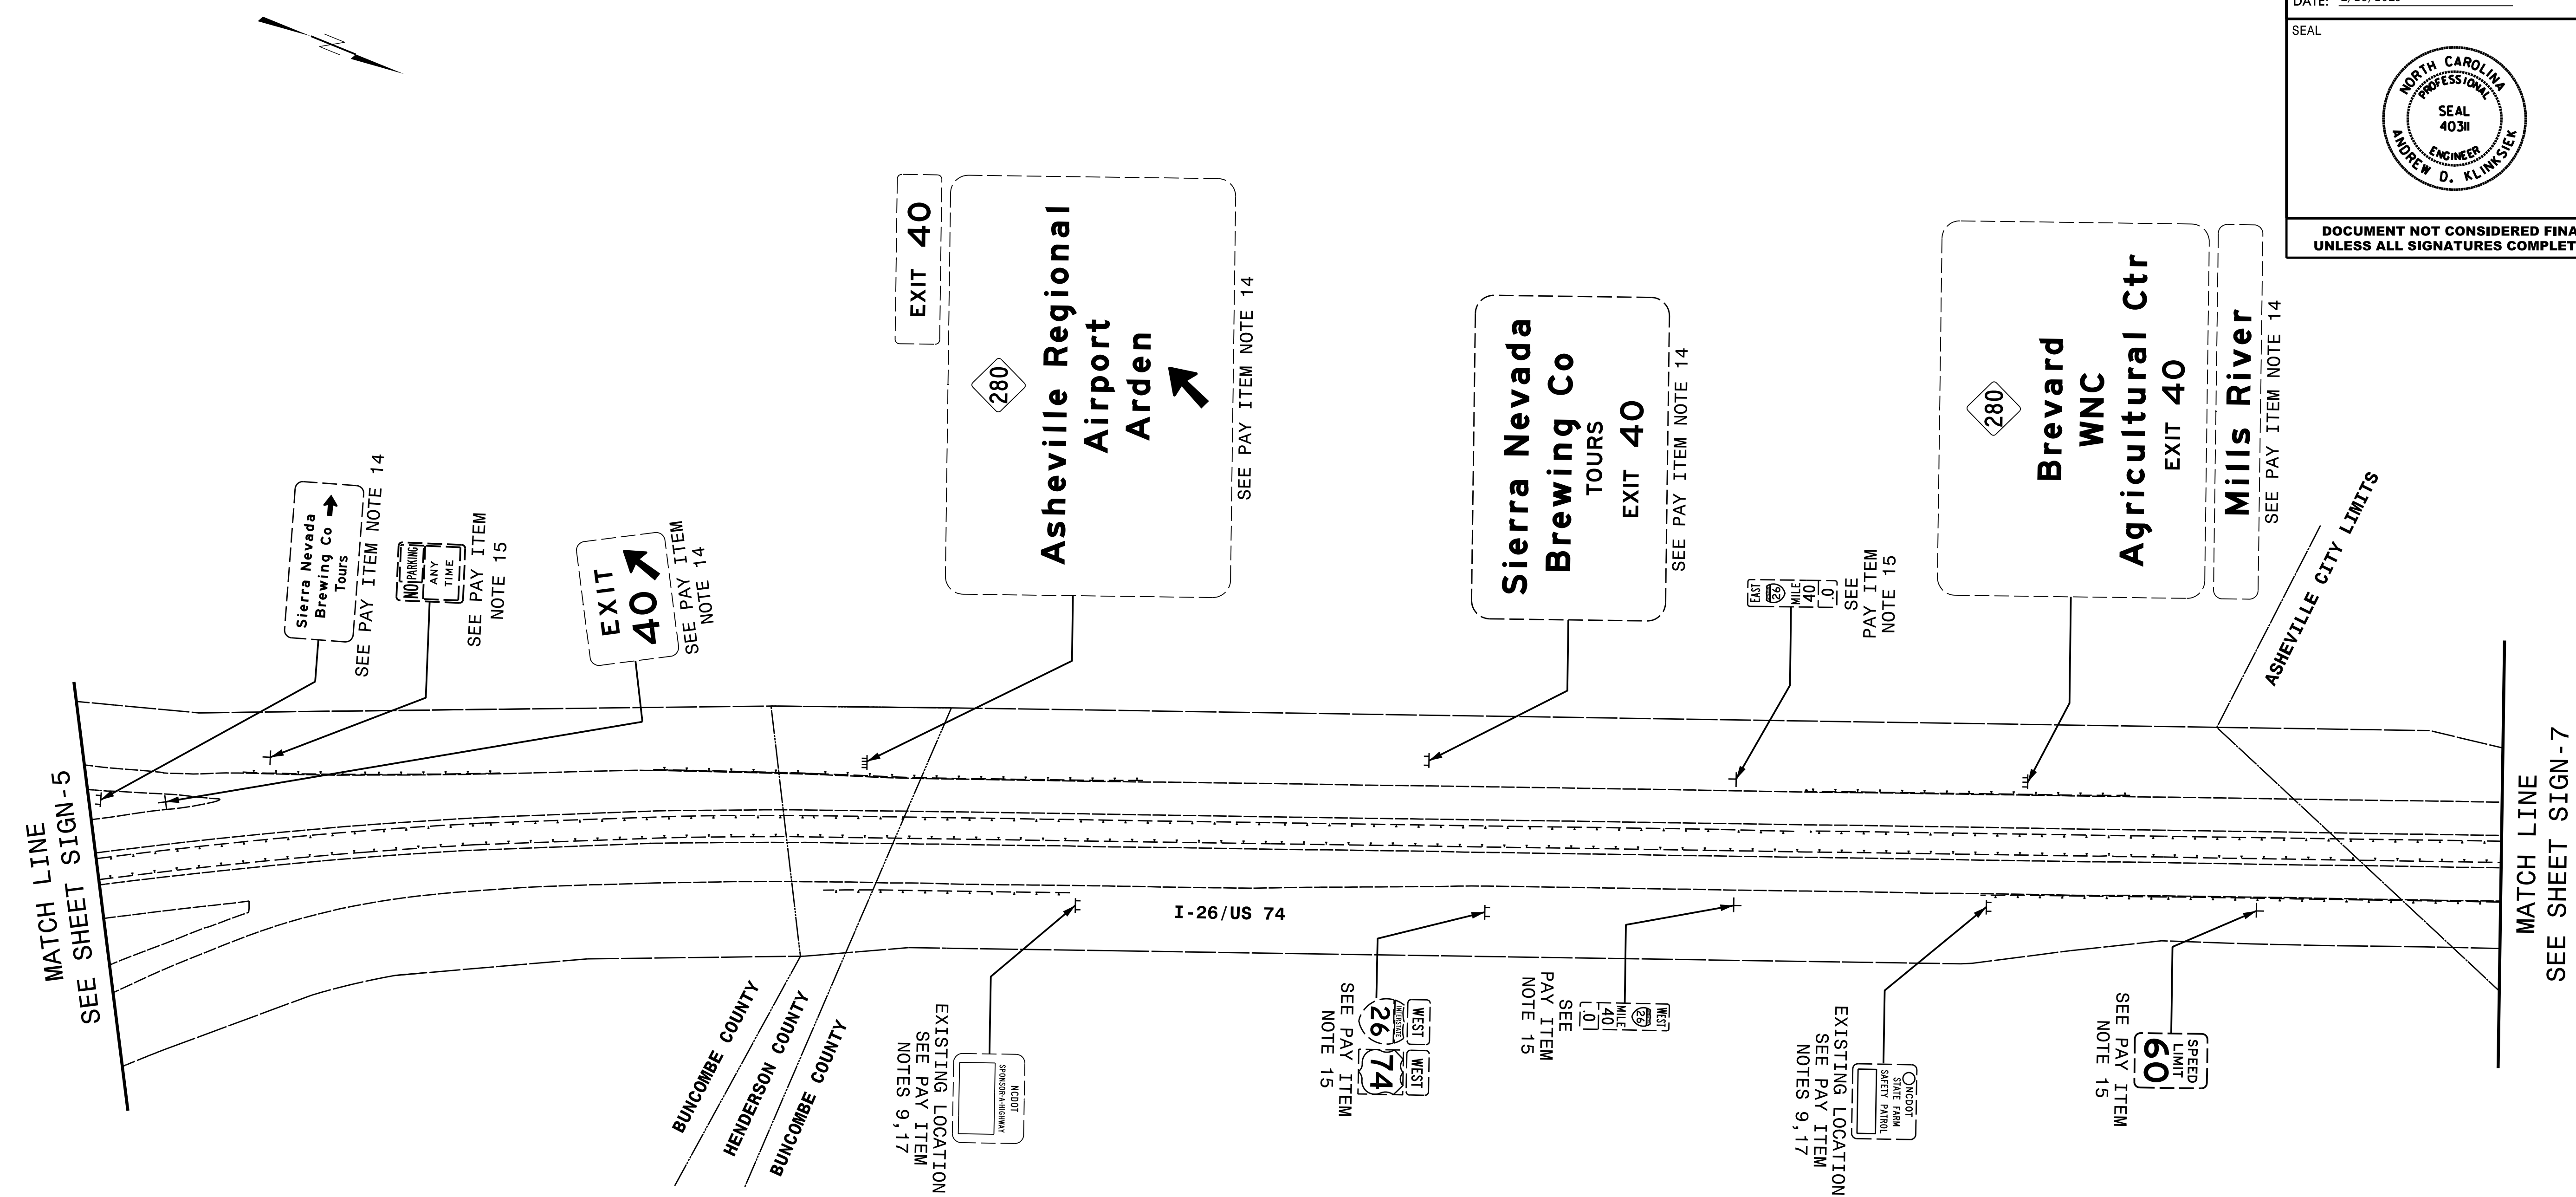 DATE:
SEAL
NORTH CAROLINA
PROFESSIONAL
SEAL
40311
ENGINEER
ANDREW D. KLINKSIEK
DOCUMENT NOT CONSIDERED FINA
UNLESS ALL SIGNATURES COMPLET
N
MATCH LINE
SEE SHEET SIGN-5
Sierra Nevada
Brewing Co
Tours
SEE PAY ITEM NOTE 14
NO PARKING
ANY
TIME
SEE PAY ITEM
NOTE 15
EXIT
40
SEE PAY ITEM
NOTE 14
EXIT 40
280
Asheville Regional
Airport
Arden
SEE PAY ITEM NOTE 14
Sierra Nevada
Brewing Co
TOURS
EXIT 40
SEE PAY ITEM NOTE 14
EAST
26
MILE
40
.0
SEE
PAY ITEM
NOTE 15
280
Brevard
WNC
Agricultural Ctr
EXIT 40
Mills River
SEE PAY ITEM NOTE 14
ASHEVILLE CITY LIMITS
MATCH LINE
SEE SHEET SIGN-7
I-26/US 74
BUNCOMBE COUNTY
HENDERSON COUNTY
BUNCOMBE COUNTY
NCDOT
SPONSOR-A-HIGHWAY
EXISTING LOCATION
SEE PAY ITEM
NOTES 9,17
WEST WEST
INTERSTATE
26 74
SEE PAY ITEM
NOTE 15
WEST
26
MILE
40
.0
SEE
PAY ITEM
NOTE 15
NCDOT
STATE FARM
SAFETY PATROL
EXISTING LOCATION
SEE PAY ITEM
NOTES 9,17
SPEED
LIMIT
60
SEE PAY ITEM
NOTE 15